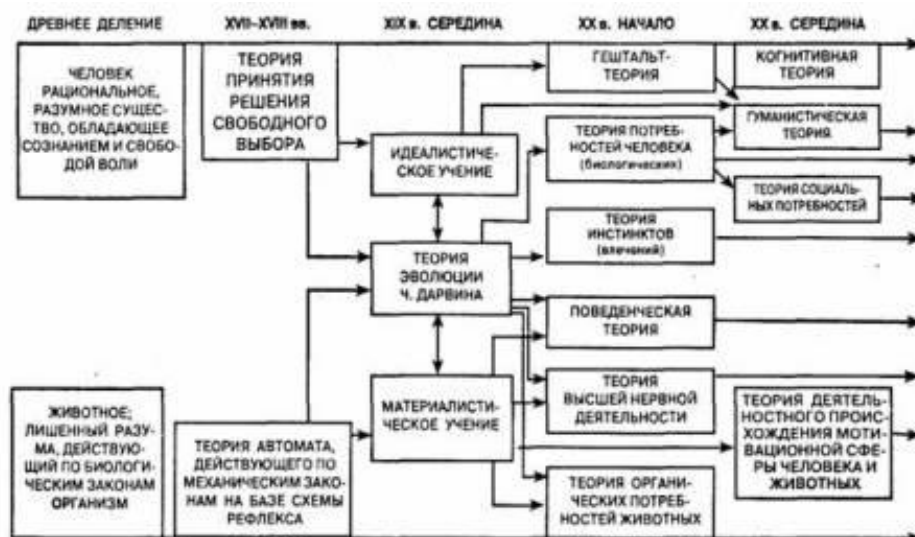 ДРЕВНЕЕ ДЕЛЕНИЕ
XVII–XVIII вв.
XIX в. СЕРЕДИНА
XX в. НАЧАЛО
XX в. СЕРЕДИНА
ЧЕЛОВЕК
РАЦИОНАЛЬНОЕ,
РАЗУМНОЕ СУЩЕС-
ТВО, ОБЛАДАЮЩЕЕ
СОЗНАНИЕМ И СВОБО-
ДОЙ ВОЛИ
ТЕОРИЯ
ПРИНЯТИЯ
РЕШЕНИЯ
СВОБОДНОГО
ВЫБОРА
ИДЕАЛИСТИЧЕ-
СКОЕ УЧЕНИЕ
ГЕШТАЛЬТ-
ТЕОРИЯ
КОГНИТИВНАЯ
ТЕОРИЯ
ТЕОРИЯ ПОТРЕБ-
НОСТЕЙ ЧЕЛОВЕКА
(биологических)
ГУМАНИСТИЧЕСКАЯ
ТЕОРИЯ
ТЕОРИЯ СОЦИАЛЬ-
НЫХ ПОТРЕБНОСТЕЙ
ТЕОРИЯ
ИНСТИНКТОВ
(влечений)
ТЕОРИЯ
ЭВОЛЮЦИИ
Ч. ДАРВИНА
ПОВЕДЕНЧЕСКАЯ
ТЕОРИЯ
ЖИВОТНОЕ;
ЛИШЕННЫЙ РАЗУ-
МА, ДЕЙСТВУЮ-
ЩИЙ ПО БИОЛОГИ-
ЧЕСКИМ ЗАКОНАМ
ОРГАНИЗМ
ТЕОРИЯ АВТОМАТА,
ДЕЙСТВУЮЩЕГО ПО
МЕХАНИЧЕСКИМ ЗАКО-
НАМ НА БАЗЕ СХЕМЫ
РЕФЛЕКСА
МАТЕРИАЛИСТИ-
ЧЕСКОЕ УЧЕНИЕ
ТЕОРИЯ
ВЫСШЕЙ НЕРВНОЙ
ДЕЯТЕЛЬНОСТИ
ТЕОРИЯ ДЕЯТЕЛЬ-
НОСТНОГО ПРОИС-
ХОЖДЕНИЯ МОТИ-
ВАЦИОННОЙ СФЕ-
РЫ ЧЕЛОВЕКА И
ЖИВОТНЫХ
ТЕОРИЯ ОРГАНИ-
ЧЕСКИХ ПОТРЕБ-
НОСТЕЙ ЖИВОТНЫХ